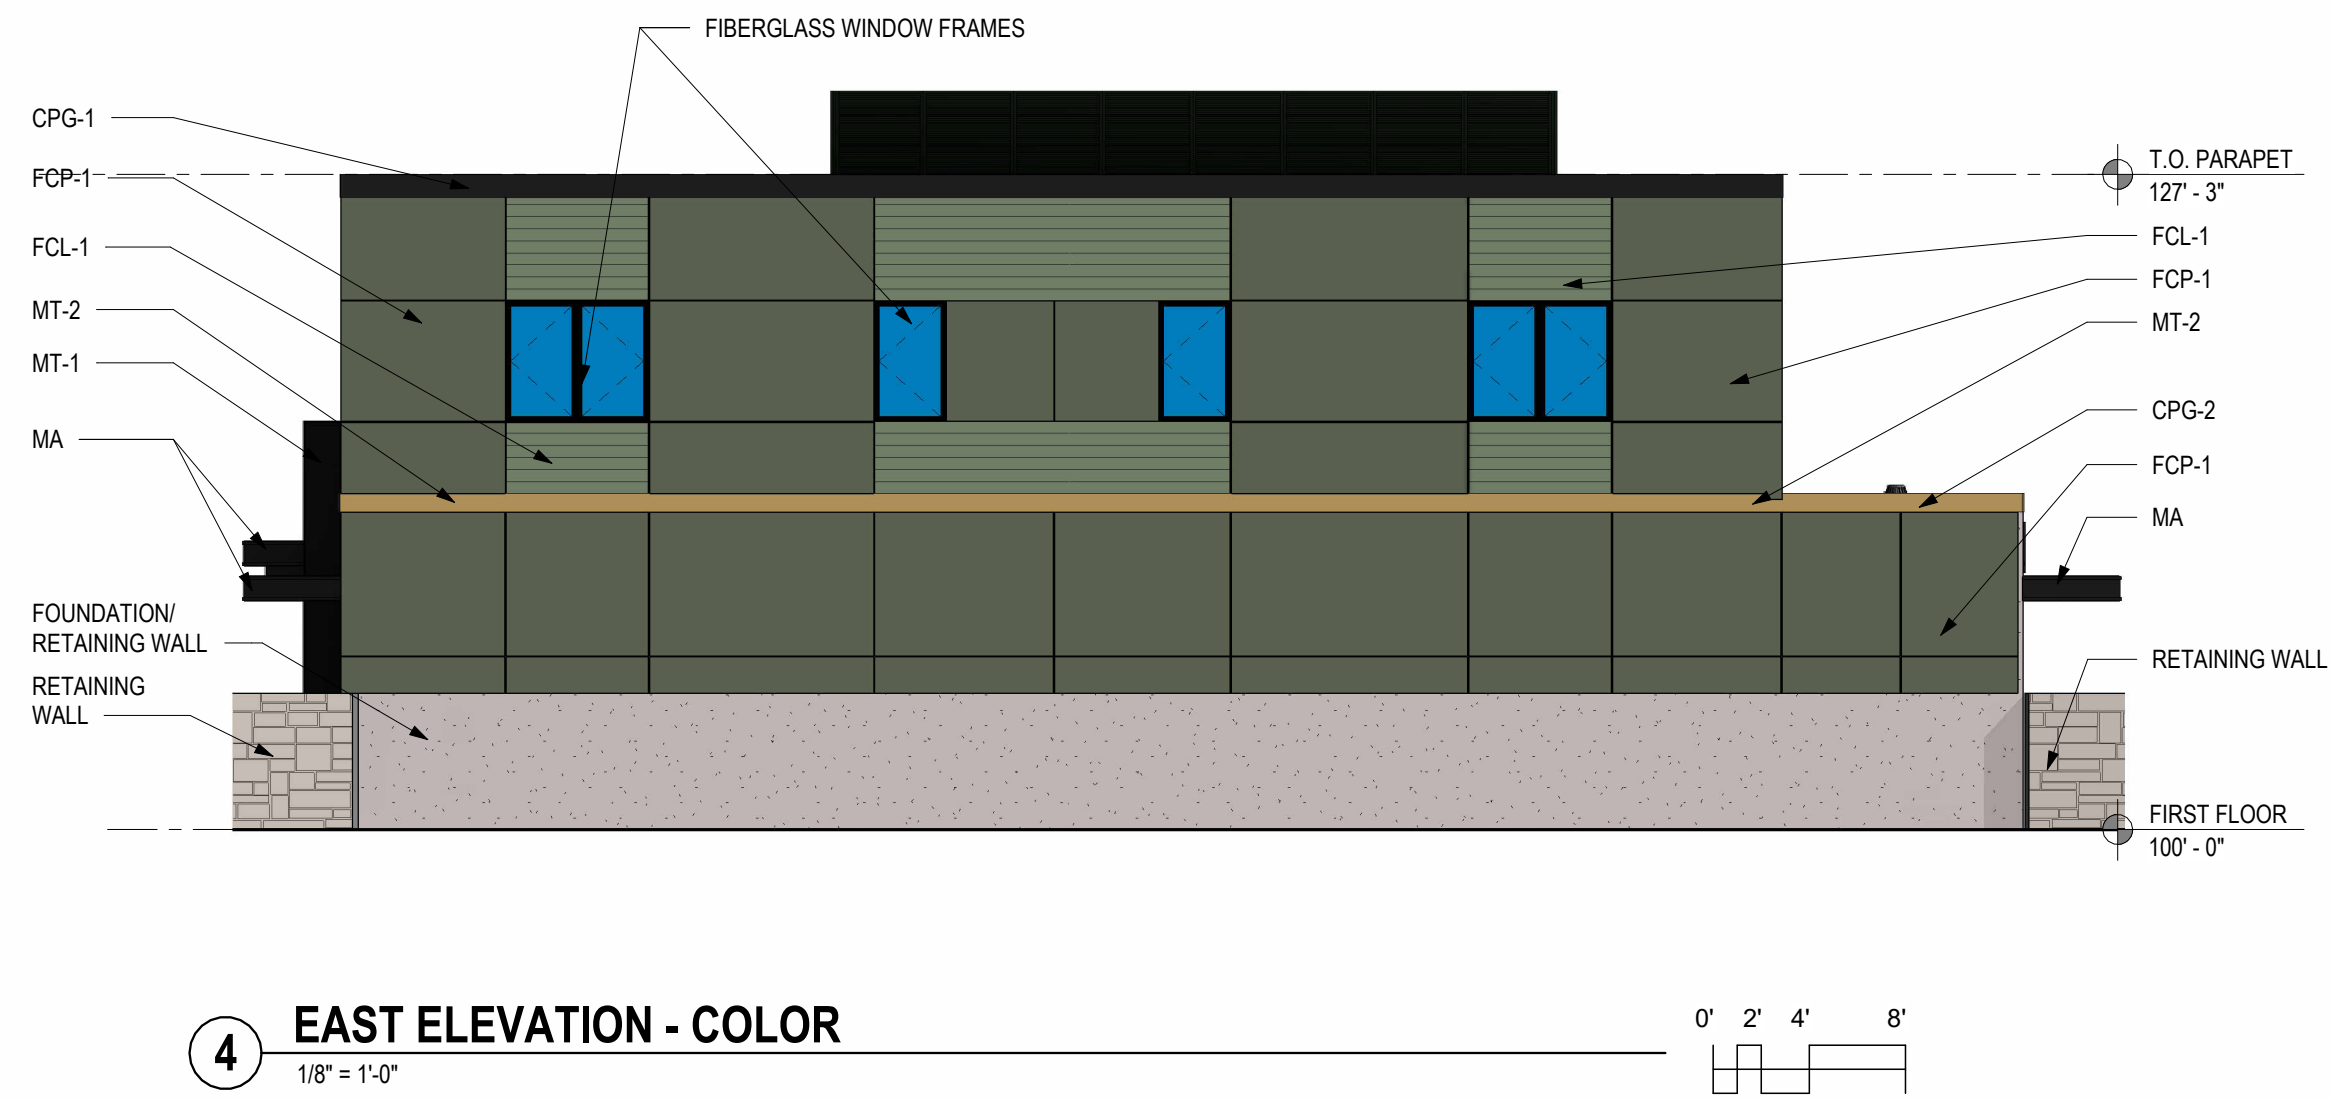 FIBERGLASS WINDOW FRAMES
CPG-1
FCP-1
FCL-1
MT-2
MT-1
MA
FOUNDATION/
RETAINING WALL
RETAINING
WALL
T.O. PARAPET
127' - 3"
FCL-1
FCP-1
MT-2
CPG-2
FCP-1
MA
RETAINING WALL
FIRST FLOOR
100' - 0"
4
EAST ELEVATION - COLOR
1/8" = 1'-0"
0' 2' 4' 8'